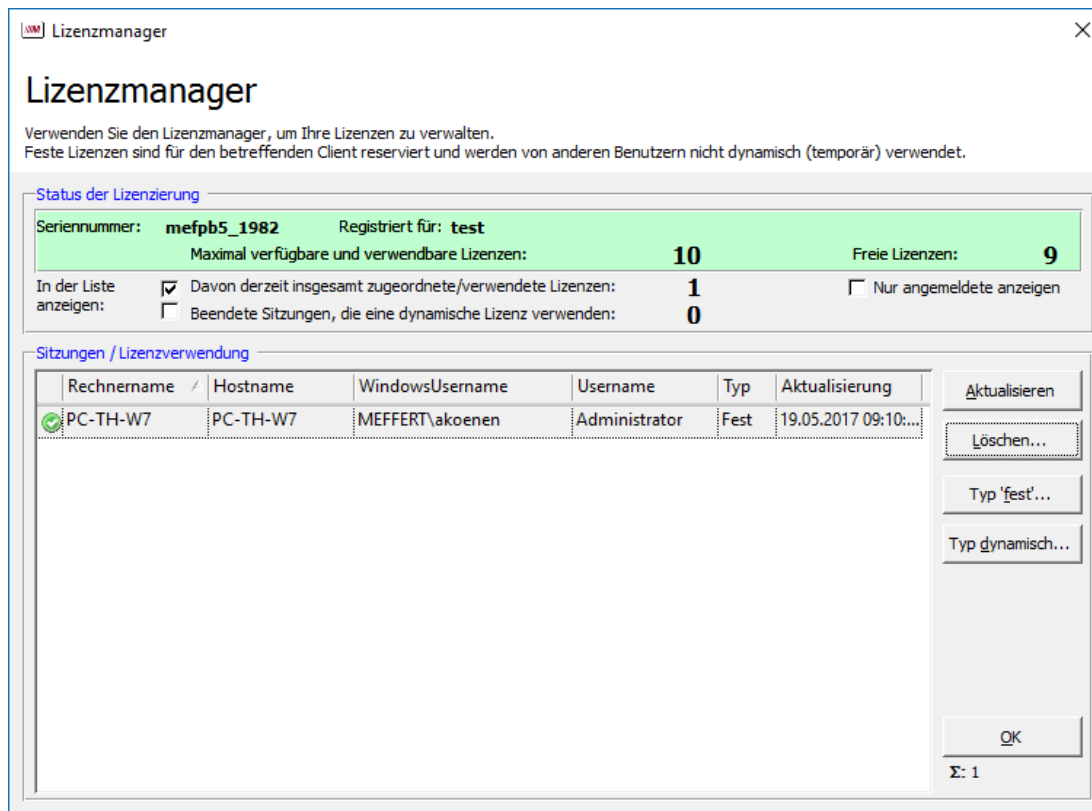 Lizenzmanager
Lizenzmanager
Verwenden Sie den Lizenzmanager, um Ihre Lizenzen zu verwalten.
Feste Lizenzen sind für den betreffenden Client reserviert und werden von anderen Benutzern nicht dynamisch (temporär) verwendet.
Status der Lizenzierung
Seriennummer: mefpb5_1982 Registriert für: test
Maximal verfügbare und verwendbare Lizenzen: 10 Freie Lizenzen: 9
In der Liste anzeigen:
Davon derzeit insgesamt zugeordnete/verwendete Lizenzen: 1 Nur angemeldete anzeigen
Beendete Sitzungen, die eine dynamische Lizenz verwenden: 0
Sitzungen / Lizenzverwendung
Rechnername Hostname WindowsUsername Username Typ Aktualisierung
PC-TH-W7 PC-TH-W7 MEFFERT\akoenen Administrator Fest 19.05.2017 09:10:...
Aktualisieren
Löschen...
Typ 'fest'...
Typ dynamisch...
OK
Σ: 1